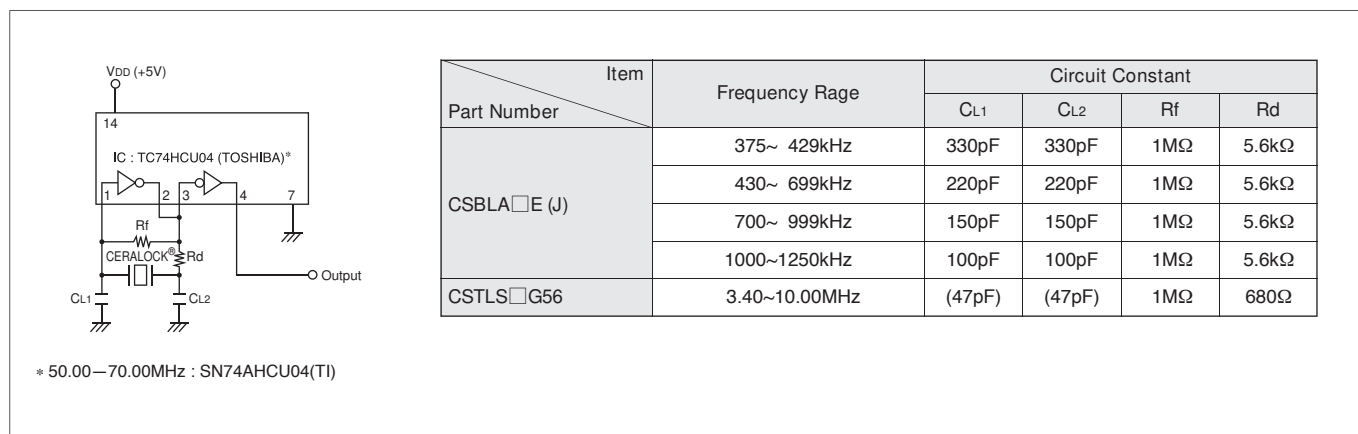 VDD (+5V)
14
IC : TC74HCU04 (TOSHIBA)*
1 2 3 4 7
Rf
CERALOCK® Rd
Output
CL1 CL2
* 50.00—70.00MHz : SN74AHCU04(TI)
Item
Part Number
Frequency Rage
Circuit Constant
CL1 CL2 Rf Rd
CSBLA□E (J)
375~ 429kHz 330pF 330pF 1MΩ 5.6kΩ
430~ 699kHz 220pF 220pF 1MΩ 5.6kΩ
700~ 999kHz 150pF 150pF 1MΩ 5.6kΩ
1000~1250kHz 100pF 100pF 1MΩ 5.6kΩ
CSTLS□G56 3.40~10.00MHz (47pF) (47pF) 1MΩ 680Ω